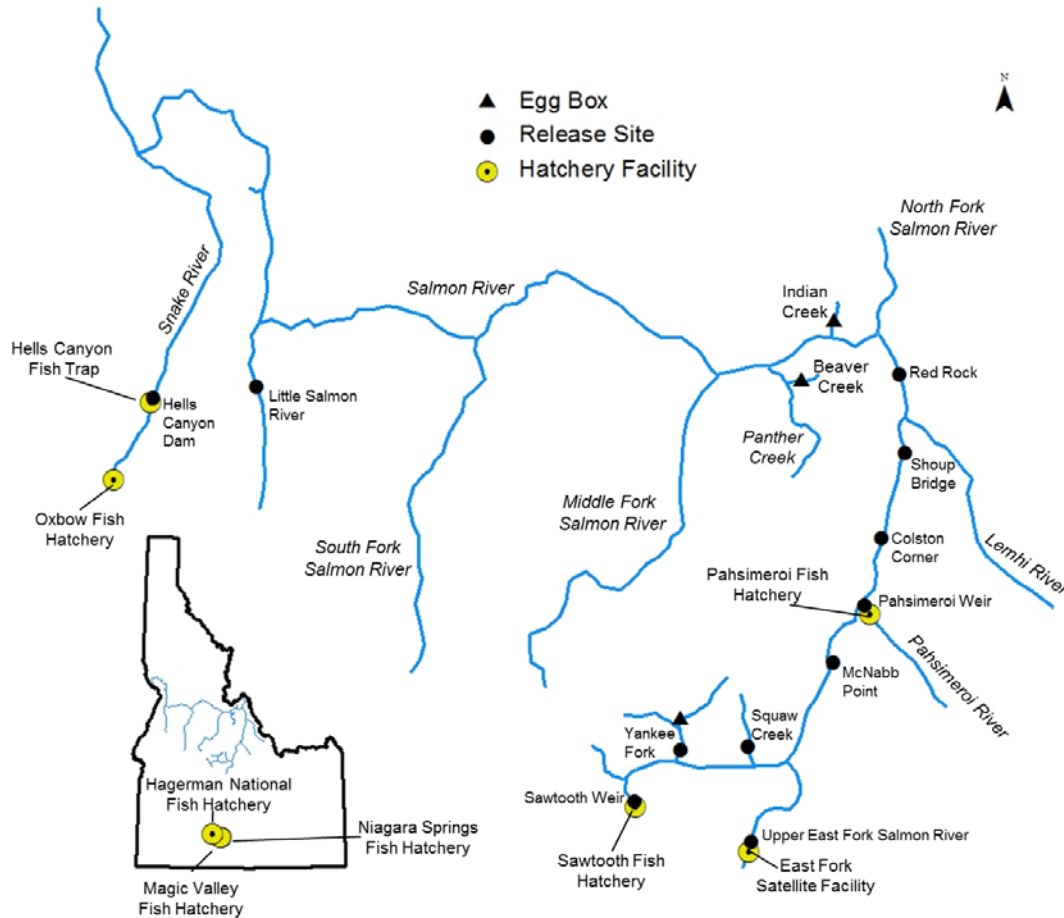 N
Egg Box
Release Site
Hatchery Facility
North Fork
Salmon River
Indian
Creek
Salmon River
Snake River
Hells Canyon
Fish Trap
Hells
Canyon
Dam
Little Salmon
River
Beaver
Creek
Red Rock
Panther
Creek
Shoup
Bridge
Oxbow Fish
Hatchery
South Fork
Salmon River
Middle Fork
Salmon River
Colston
Corner
Lemhi River
Pahsimeroi Fish
Hatchery
Pahsimeroi Weir
McNabb
Point
Pahsimeroi River
Yankee
Fork
Squaw
Creek
Hagerman National
Fish Hatchery
Sawtooth Weir
Niagara Springs
Fish Hatchery
Upper East Fork Salmon River
Sawtooth Fish
Hatchery
East Fork
Satellite Facility
Magic Valley
Fish Hatchery